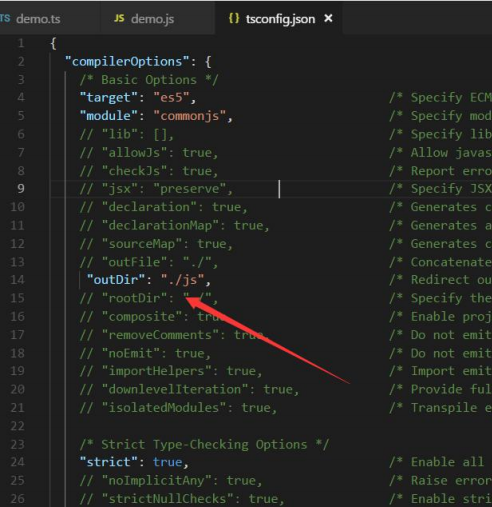 TS demo.ts JS demo.js {} tsconfig.json ×
1 {
2 "compilerOptions": {
3 /* Basic Options */
4 "target": "es5", /* Specify ECM
5 "module": "commonjs", /* Specify mod
6 // "lib": [], /* Specify lib
7 // "allowJs": true, /* Allow javas
8 // "checkJs": true, /* Report erro
9 // "jsx": "preserve", /* Specify JSX
10 // "declaration": true, /* Generates c
11 // "declarationMap": true, /* Generates a
12 // "sourceMap": true, /* Generates c
13 // "outFile": "./", /* Concatenate
14 "outDir": "./js", /* Redirect ou
15 // "rootDir": "./", /* Specify the
16 // "composite": true, /* Enable proj
17 // "removeComments": true, /* Do not emit
18 // "noEmit": true, /* Do not emit
19 // "importHelpers": true, /* Import emit
20 // "downlevelIteration": true, /* Provide ful
21 // "isolatedModules": true, /* Transpile e
22
23 /* Strict Type-Checking Options */
24 "strict": true, /* Enable all
25 // "noImplicitAny": true, /* Raise error
26 // "strictNullChecks": true, /* Enable stri